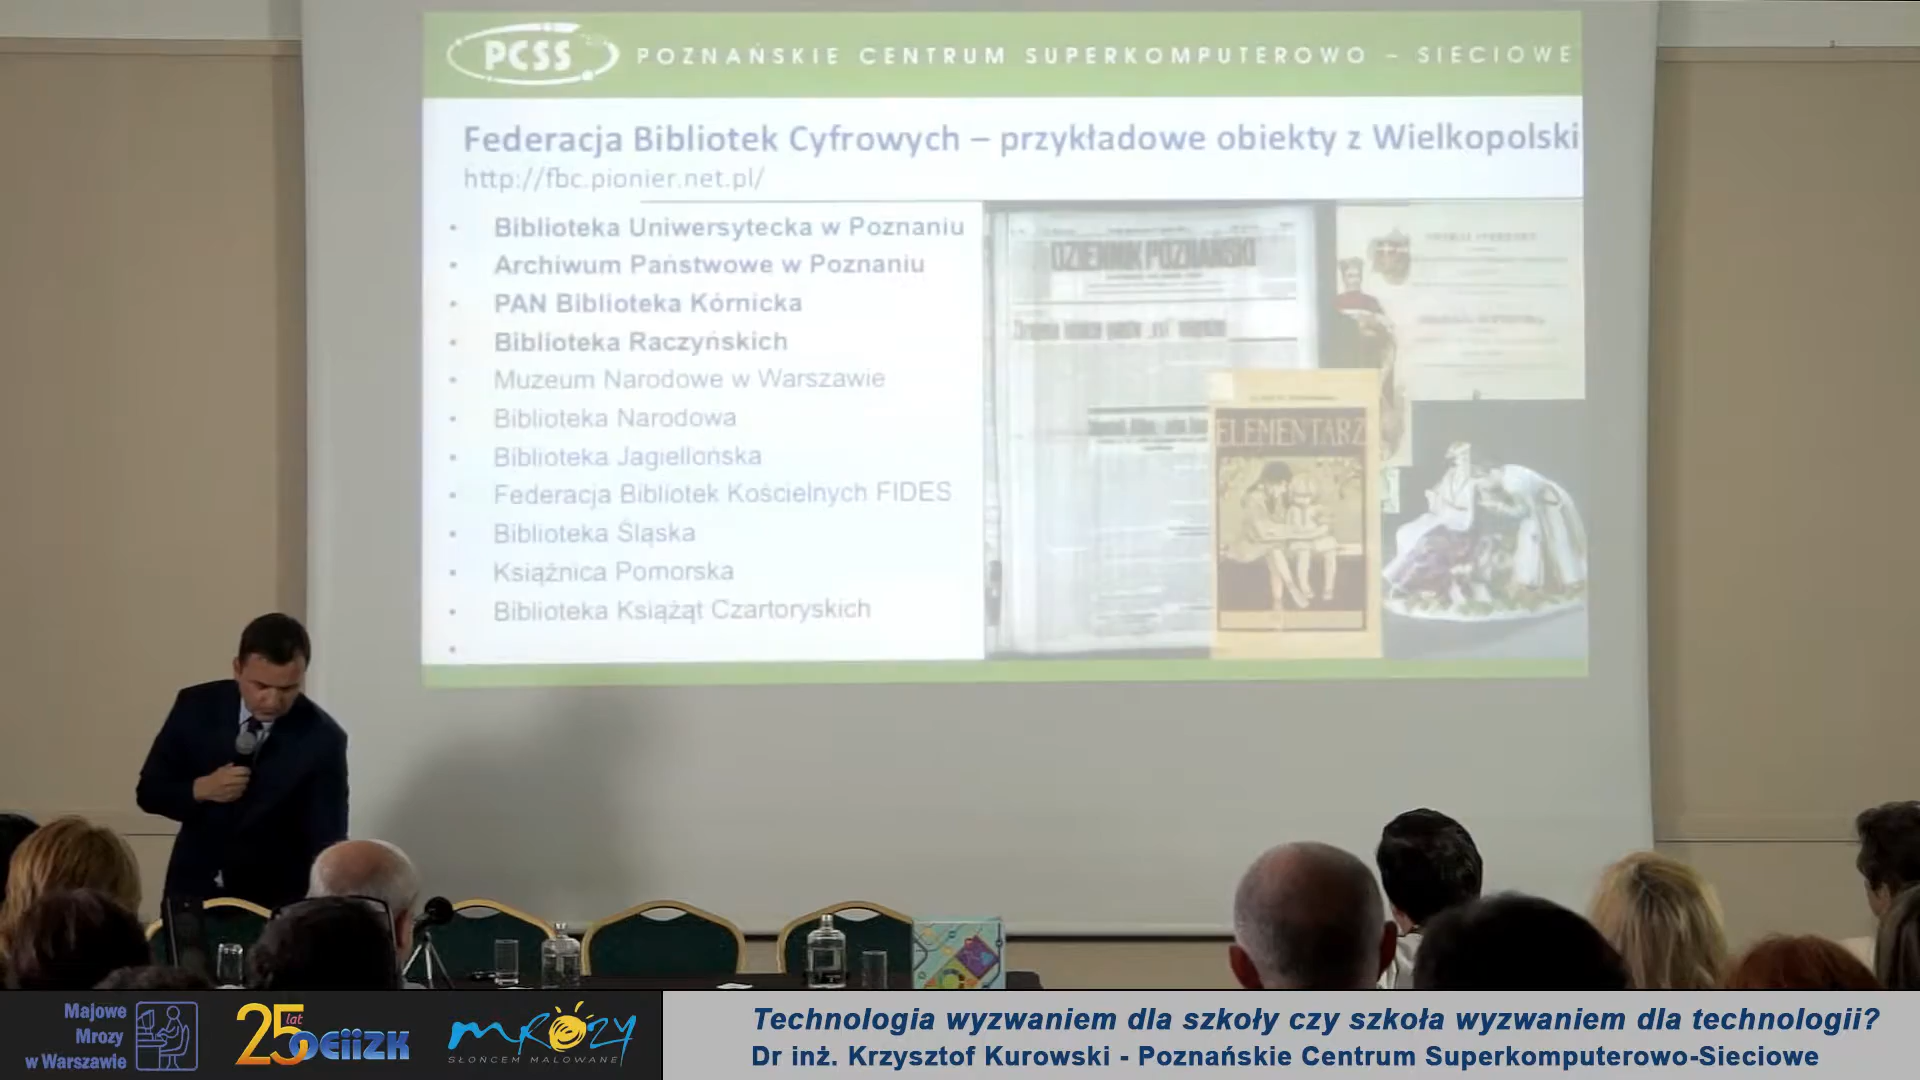 PCSS POZNAŃSKIE CENTRUM SUPERKOMPUTEROWO – SIECIOWE
Federacja Bibliotek Cyfrowych – przykładowe obiekty z Wielkopolski
http://fbc.pionier.net.pl/
• Biblioteka Uniwersytecka w Poznaniu
• Archiwum Państwowe w Poznaniu
• PAN Biblioteka Kórnicka
• Biblioteka Raczyńskich
• Muzeum Narodowe w Warszawie
• Biblioteka Narodowa
• Biblioteka Jagiellońska
• Federacja Bibliotek Kościelnych FIDES
• Biblioteka Śląska
• Książnica Pomorska
• Biblioteka Książąt Czartoryskich
DZIENNIK POZNAŃSKI
ELEMENTARZ
Majowe
Mrozy
w Warszawie
25 lat OEIiZK
MROZY
SŁOŃCEM MALOWANE
Technologia wyzwaniem dla szkoły czy szkoła wyzwaniem dla technologii?
Dr inż. Krzysztof Kurowski - Poznańskie Centrum Superkomputerowo-Sieciowe